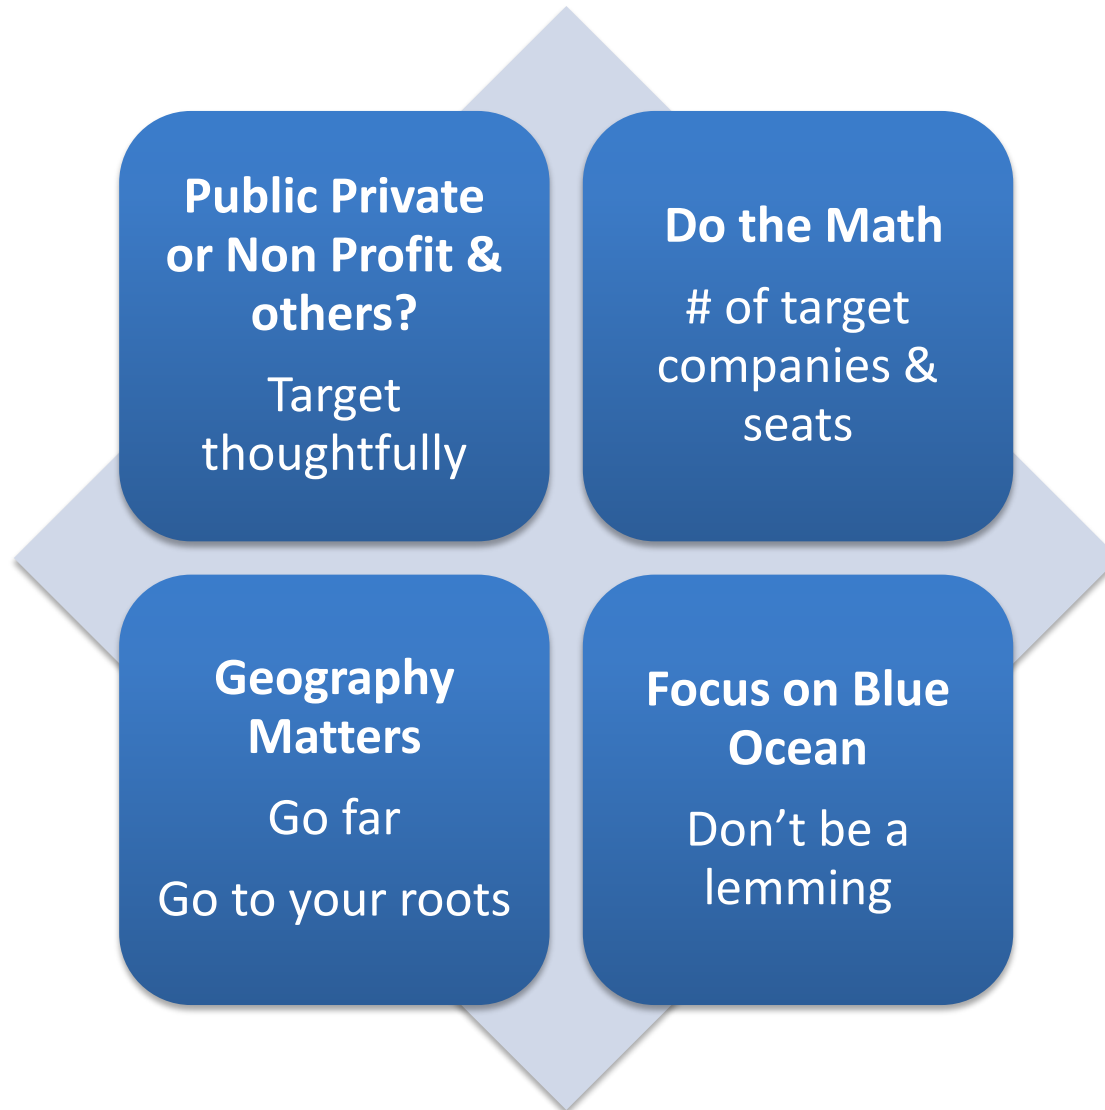 Public Private
or Non Profit &
others?
Target
thoughtfully
Do the Math
# of target
companies &
seats
Geography
Matters
Go far
Go to your roots
Focus on Blue
Ocean
Don’t be a
lemming